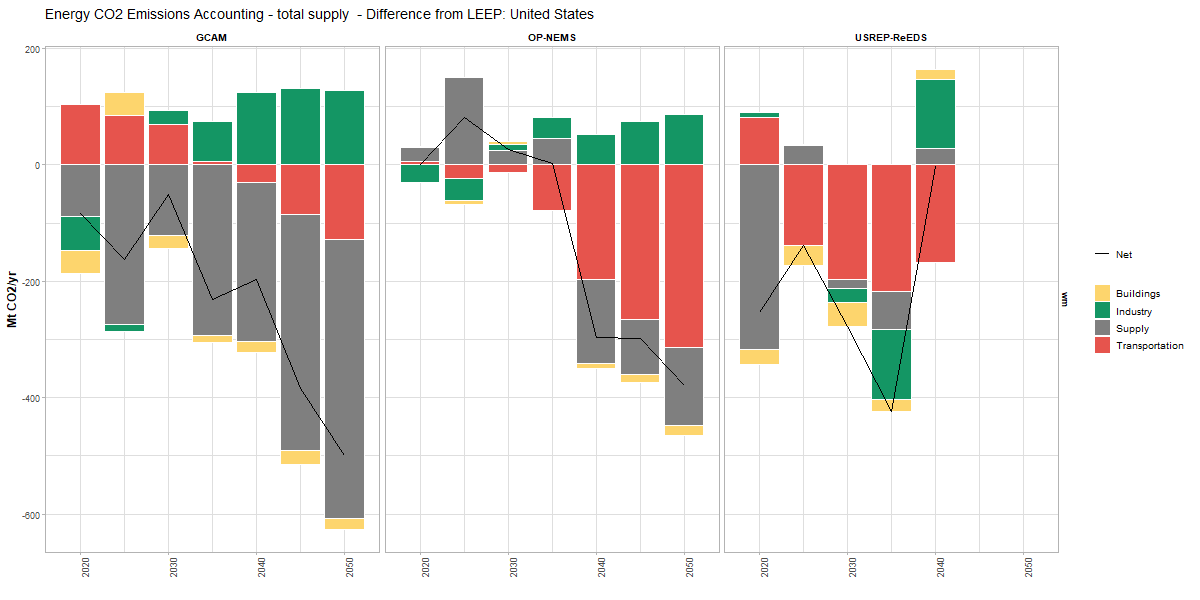 Energy CO2 Emissions Accounting - total supply  - Difference from LEEP: United States
GCAM
OP-NEMS
USREP-ReEDS
Mt CO2/yr
200
0
-200
-400
-600
2020
2030
2040
2050
2020
2030
2040
2050
2020
2030
2040
2050
wm
Net
Buildings
Industry
Supply
Transportation